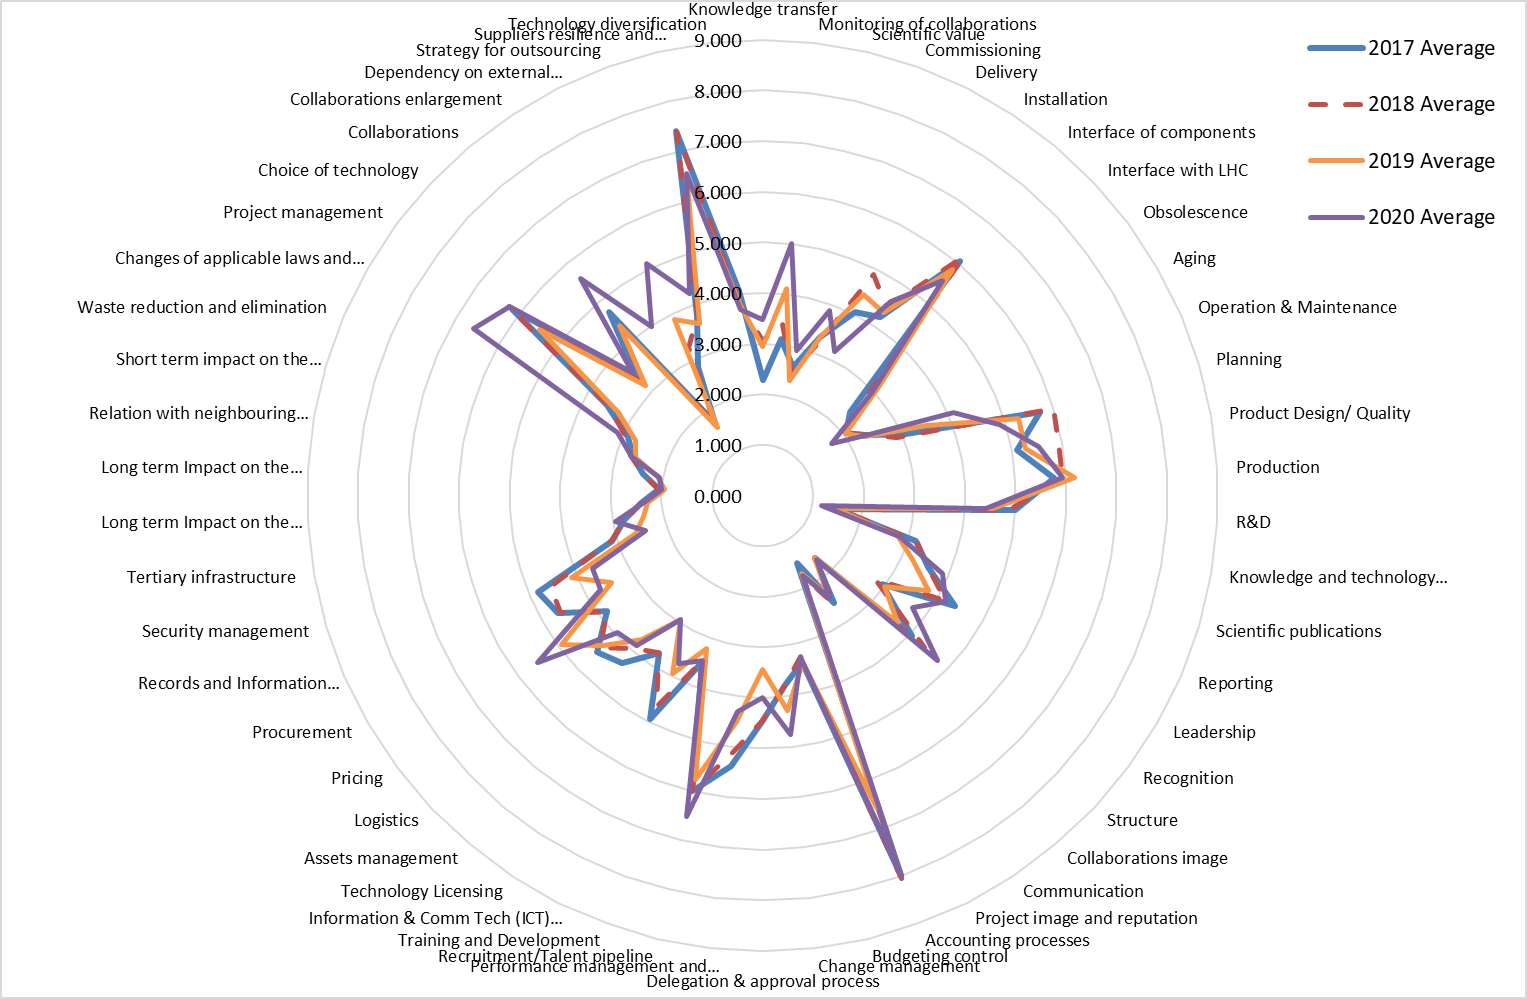 Knowledge transfer
Monitoring of collaborations
Scientific value
Commissioning
Delivery
Installation
Interface of components
Interface with LHC
Obsolescence
Aging
Operation & Maintenance
Planning
Product Design/ Quality
Production
R&D
Knowledge and technology...
Scientific publications
Reporting
Leadership
Recognition
Structure
Collaborations image
Communication
Project image and reputation
Accounting processes
Budgeting control
Change management
Delegation & approval process
Performance management and...
Recruitment/Talent pipeline
Training and Development
Information & Comm Tech (ICT)...
Technology Licensing
Assets management
Logistics
Pricing
Procurement
Records and Information...
Security management
Tertiary infrastructure
Long term Impact on the...
Long term Impact on the...
Relation with neighbouring...
Short term impact on the...
Waste reduction and elimination
Changes of applicable laws and...
Project management
Choice of technology
Collaborations
Collaborations enlargement
Dependency on external...
Strategy for outsourcing
Suppliers resilience and...
Technology diversification
9.000
8.000
7.000
6.000
5.000
4.000
3.000
2.000
1.000
0.000
2017 Average
2018 Average
2019 Average
2020 Average